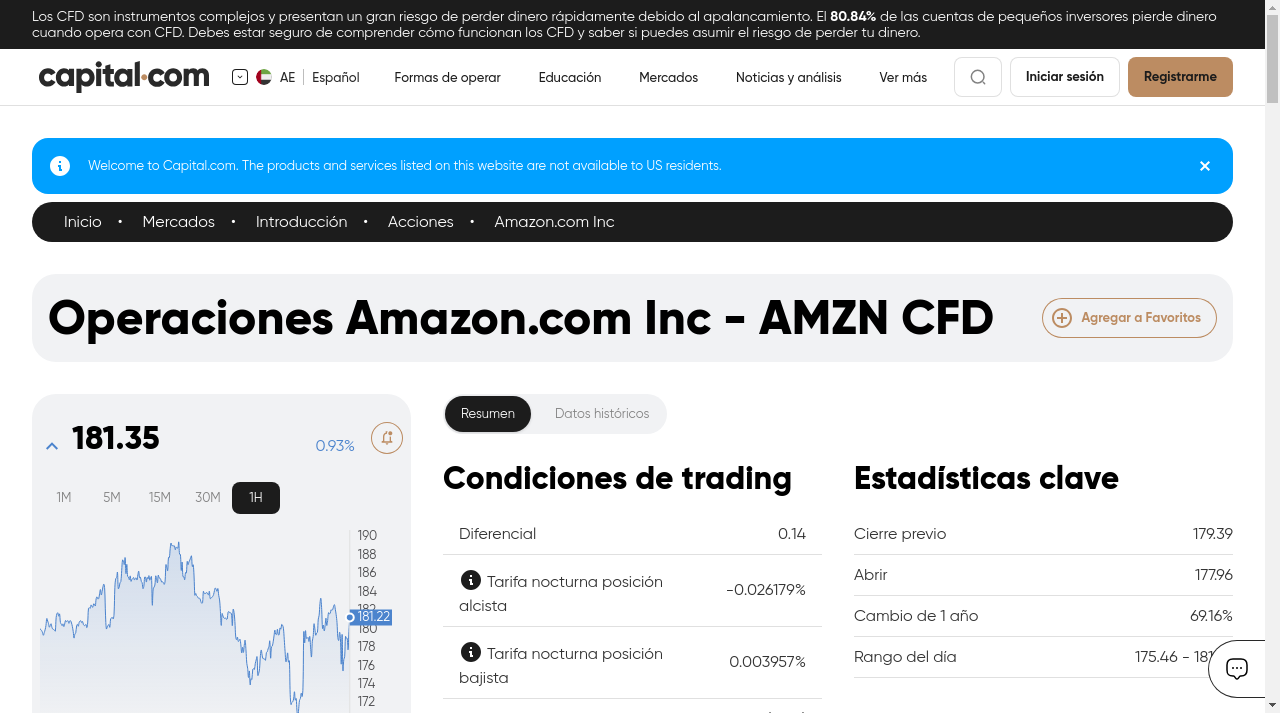 Los CFD son instrumentos complejos y presentan un gran riesgo de perder dinero rápidamente debido al apalancamiento. El 80.84% de las cuentas de pequeños inversores pierde dinero
cuando opera con CFD. Debes estar seguro de comprender cómo funcionan los CFD y saber si puedes asumir el riesgo de perder tu dinero.
capital.com
AE Español
Formas de operar
Educación
Mercados
Noticias y análisis
Ver más
Iniciar sesión
Registrarme
Welcome to Capital.com. The products and services listed on this website are not available to US residents.
Inicio • Mercados • Introducción • Acciones • Amazon.com Inc
Operaciones Amazon.com Inc - AMZN CFD
Agregar a Favoritos
181.35
0.93%
1M 5M 15M 30M 1H
190
188
186
184
182
181.22
180
178
176
174
172
Resumen
Datos históricos
Condiciones de trading
Diferencial 0.14
Tarifa nocturna posición
alcista
-0.026179%
Tarifa nocturna posición
bajista
0.003957%
Estadísticas clave
Cierre previo 179.39
Abrir 177.96
Cambio de 1 año 69.16%
Rango del día 175.46 -